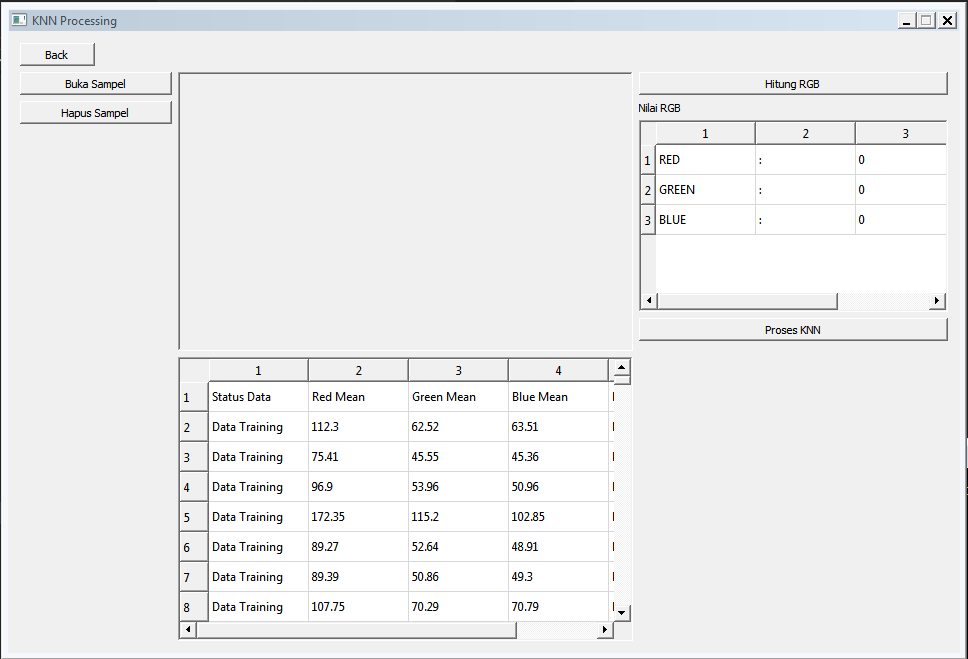 KNN Processing
Back
Buka Sampel
Hapus Sampel
Hitung RGB
Nilai RGB
1 2 3
1 RED : 0
2 GREEN : 0
3 BLUE : 0
Proses KNN
1 2 3 4
1 Status Data Red Mean Green Mean Blue Mean
2 Data Training 112.3 62.52 63.51
3 Data Training 75.41 45.55 45.36
4 Data Training 96.9 53.96 50.96
5 Data Training 172.35 115.2 102.85
6 Data Training 89.27 52.64 48.91
7 Data Training 89.39 50.86 49.3
8 Data Training 107.75 70.29 70.79